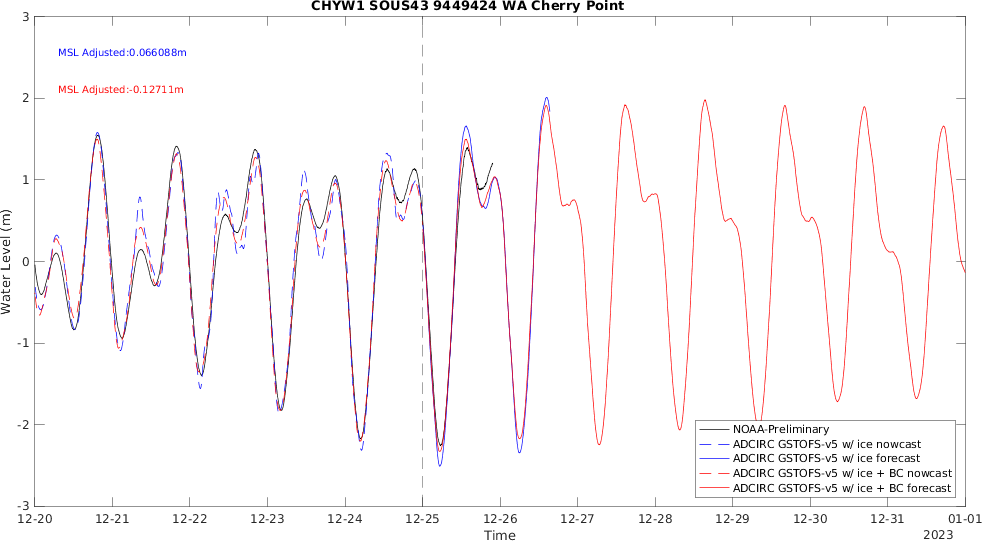 CHYW1 SOUS43 9449424 WA Cherry Point
MSL Adjusted:0.066088m
MSL Adjusted:-0.12711m
Water Level (m)
3
2
1
0
-1
-2
-3
NOAA-Preliminary
ADCIRC GSTOFS-v5 w/ ice nowcast
ADCIRC GSTOFS-v5 w/ ice forecast
ADCIRC GSTOFS-v5 w/ ice + BC nowcast
ADCIRC GSTOFS-v5 w/ ice + BC forecast
12-20 12-21 12-22 12-23 12-24 12-25 12-26 12-27 12-28 12-29 12-30 12-31 01-01
Time
2023